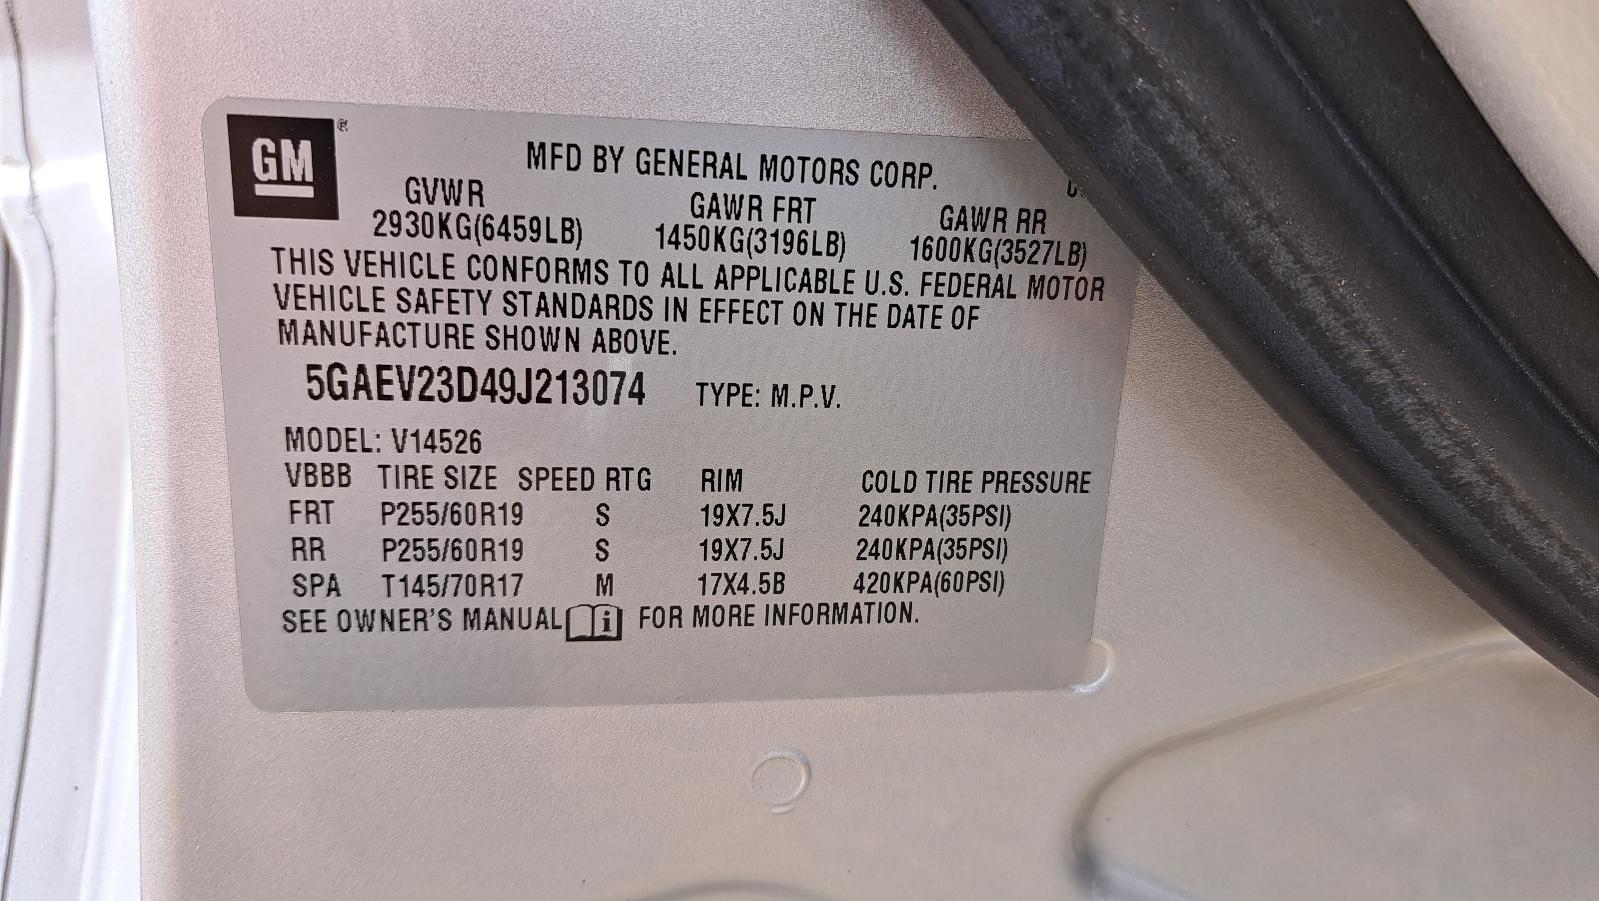 GM ®
MFD BY GENERAL MOTORS CORP.
GVWR GAWR FRT GAWR RR
2930KG(6459LB) 1450KG(3196LB) 1600KG(3527LB)
THIS VEHICLE CONFORMS TO ALL APPLICABLE U.S. FEDERAL MOTOR
VEHICLE SAFETY STANDARDS IN EFFECT ON THE DATE OF
MANUFACTURE SHOWN ABOVE.
5GAEV23D49J213074 TYPE: M.P.V.
MODEL: V14526
VBBB TIRE SIZE SPEED RTG RIM COLD TIRE PRESSURE
FRT P255/60R19 S 19X7.5J 240KPA(35PSI)
RR P255/60R19 S 19X7.5J 240KPA(35PSI)
SPA T145/70R17 M 17X4.5B 420KPA(60PSI)
SEE OWNER'S MANUAL i FOR MORE INFORMATION.